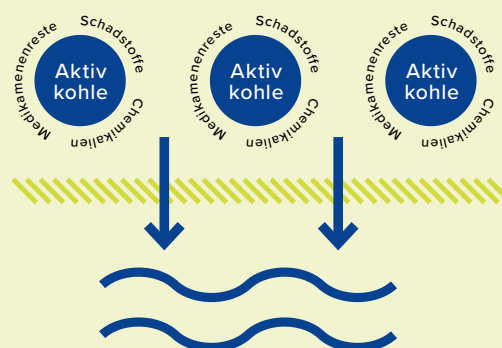 Medikamenenreste
Schadstoffe
Chemikalien
Aktiv
kohle
Medikamenenreste
Schadstoffe
Chemikalien
Aktiv
kohle
Medikamenenreste
Schadstoffe
Chemikalien
Aktiv
kohle